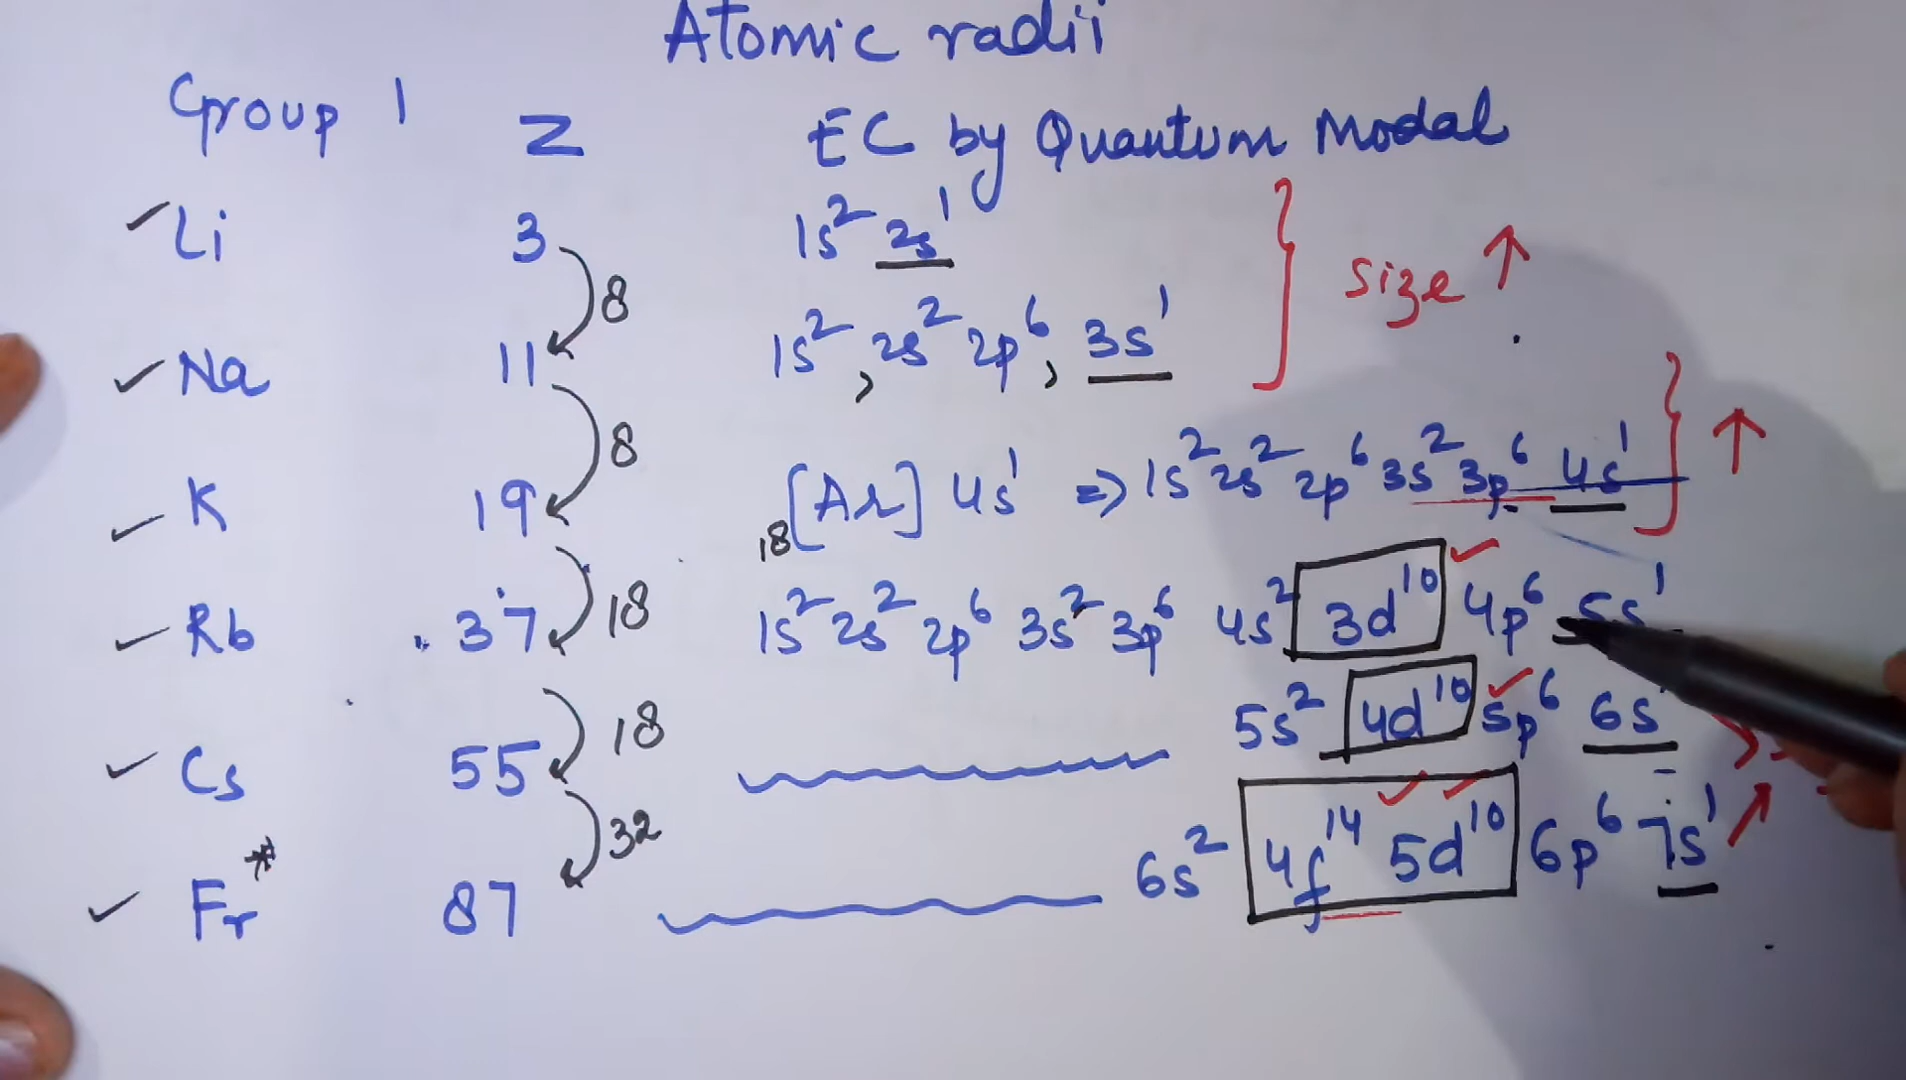 Atomic radii
Group 1 Z EC by Quantum Modal
Li 3 1s² 2s¹
8 Size ↑
Na 11 1s², 2s² 2p⁶, 3s¹
8 ↑
K 19 ₁₈[Ar] 4s¹ => 1s² 2s² 2p⁶ 3s² 3p⁶ 4s¹
18
Rb 37 1s² 2s² 2p⁶ 3s² 3p⁶ 4s² 3d¹⁰ 4p⁶ 5s¹
18
Cs 55 5s² 4d¹⁰ 5p⁶ 6s
32
Fr* 87 6s² 4f¹⁴ 5d¹⁰ 6p⁶ 7s¹